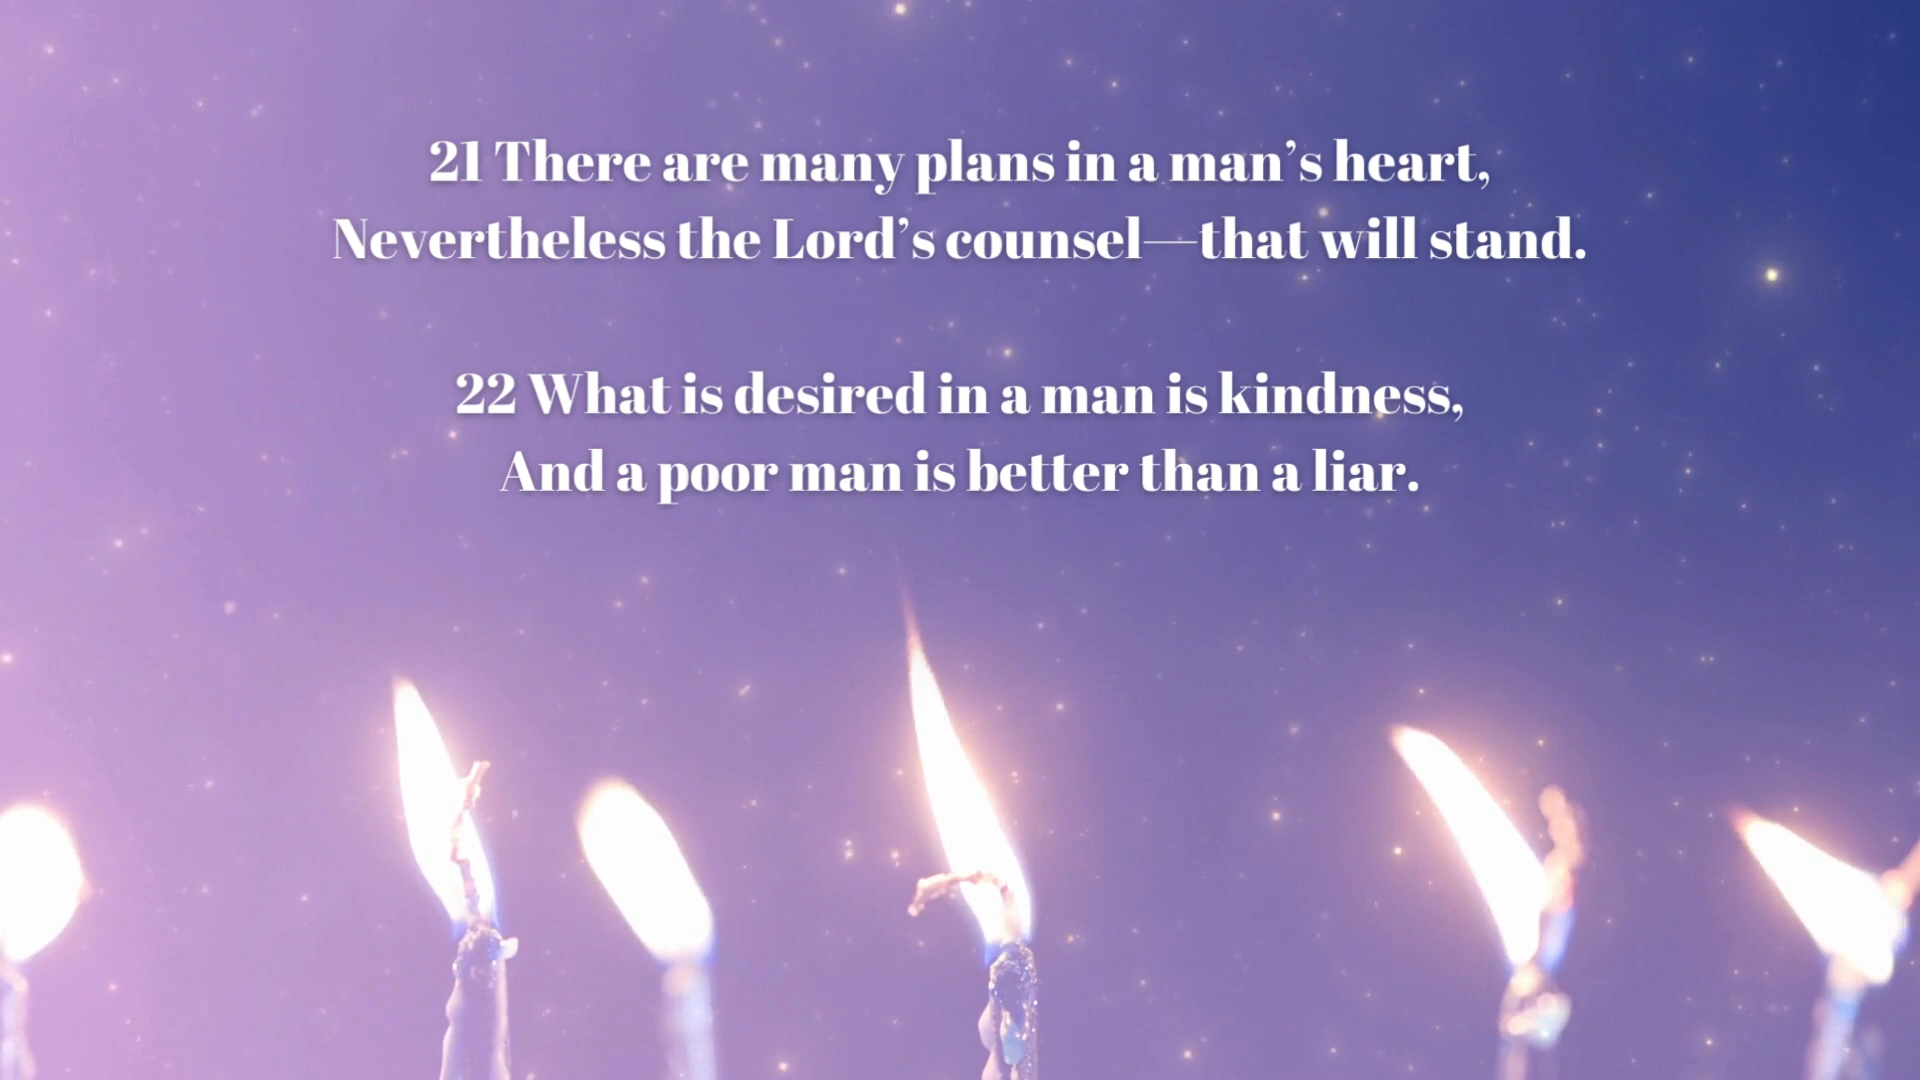 21 There are many plans in a man’s heart,
Nevertheless the Lord’s counsel—that will stand.
22 What is desired in a man is kindness,
And a poor man is better than a liar.